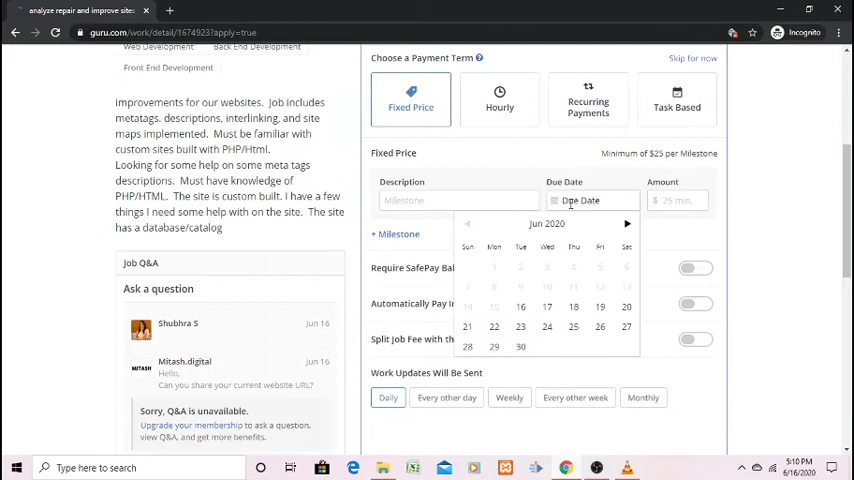 analyze repair and improve sites
guru.com/work/detail/1674923?apply=true
Incognito
Web Development
Back End Development
Front End Development
improvements for our websites. Job includes
metatags. descriptions, interlinking, and site
maps implemented. Must be familiar with
custom sites built with PHP/Html.
Looking for some help on some meta tags
descriptions. Must have knowledge of
PHP/HTML. The site is custom built. I have a few
things I need some help with on the site. The site
has a database/catalog
Job Q&A
Ask a question
Shubhra S
Jun 16
MITASH
Mitash.digital
Jun 16
Hello,
Can you share your current website URL?
Sorry, Q&A is unavailable.
Upgrade your membership to ask a question,
view Q&A, and get more benefits.
Choose a Payment Term ?
Skip for now
Fixed Price
Hourly
Recurring
Payments
Task Based
Fixed Price
Minimum of $25 per Milestone
Description
Due Date
Amount
Milestone
Due Date
$ 25 min.
+ Milestone
Jun 2020
Sun Mon Tue Wed Thu Fri Sat
1 2 3 4 5 6
7 8 9 10 11 12 13
14 15 16 17 18 19 20
21 22 23 24 25 26 27
28 29 30
Require SafePay Bal
Automatically Pay In
Split Job Fee with th
Work Updates Will Be Sent
Daily
Every other day
Weekly
Every other week
Monthly
Type here to search
5:10 PM
6/16/2020